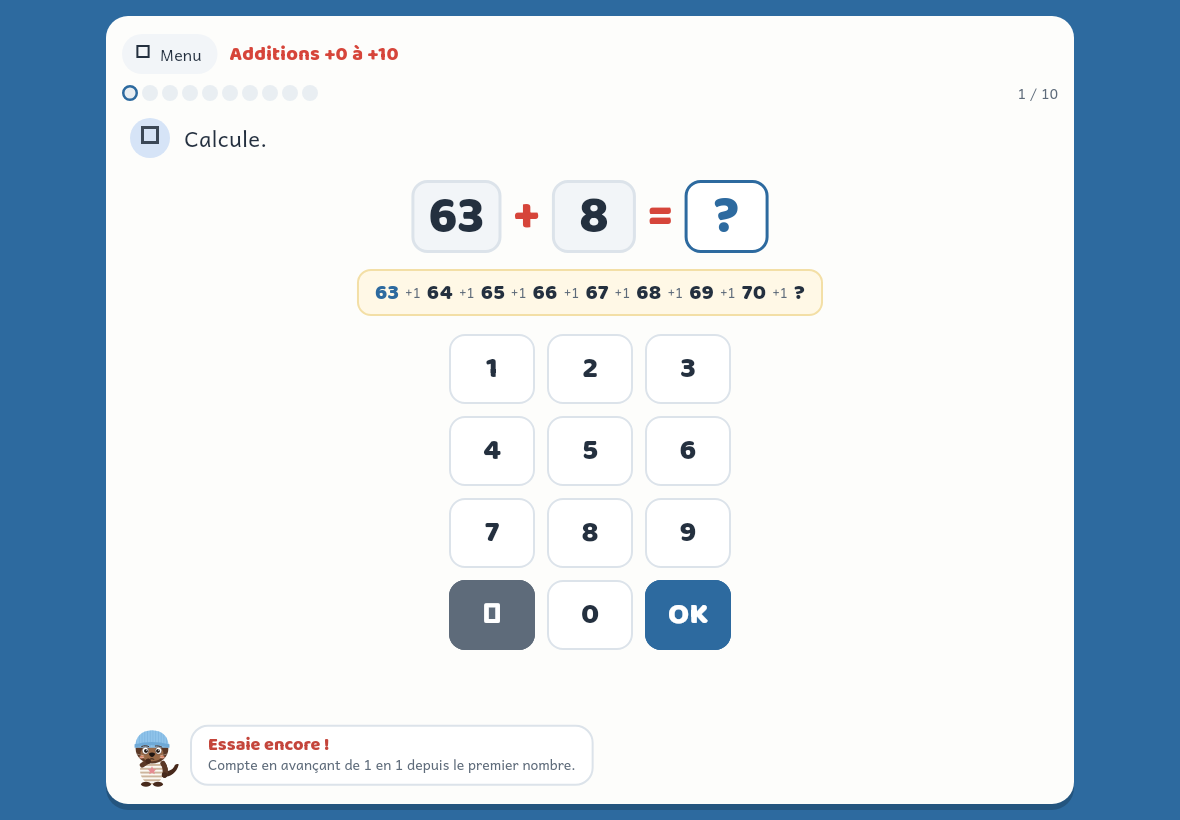 Menu
Additions +0 à +10
1 / 10
Calcule.
63 + 8 = ?
63 +1 64 +1 65 +1 66 +1 67 +1 68 +1 69 +1 70 +1 ?
1 2 3
4 5 6
7 8 9
0 OK
Essaie encore !
Compte en avançant de 1 en 1 depuis le premier nombre.